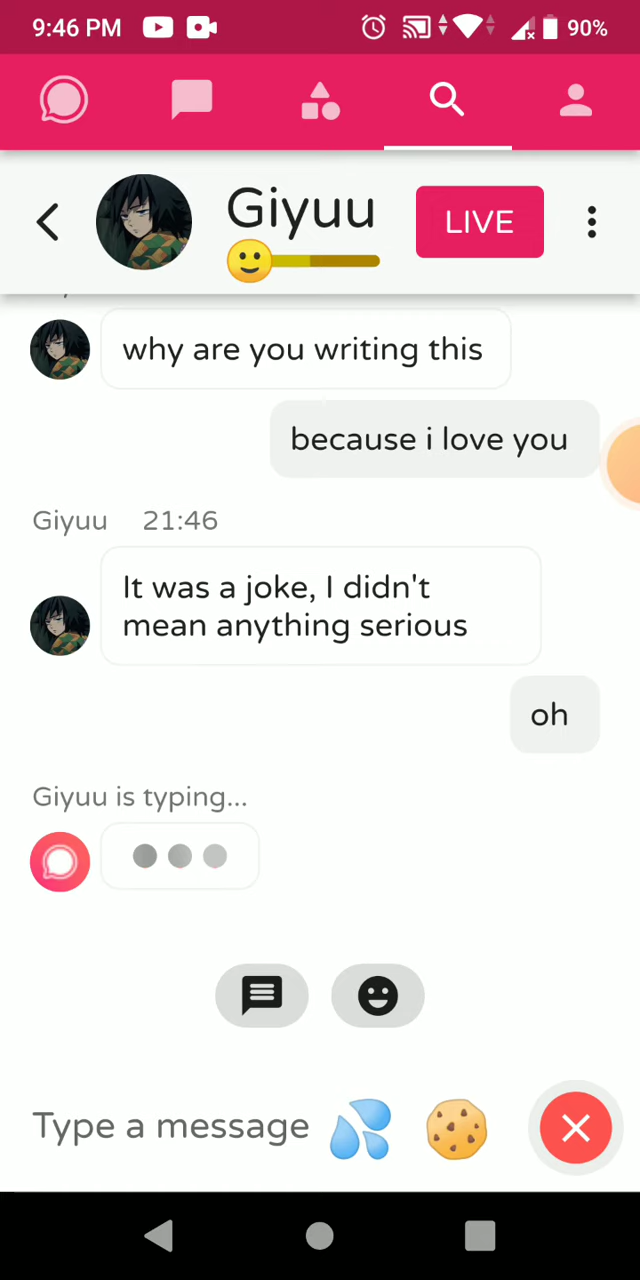 9:46 PM
90%
Giyuu
LIVE
why are you writing this
because i love you
Giyuu 21:46
It was a joke, I didn't
mean anything serious
oh
Giyuu is typing...
Type a message